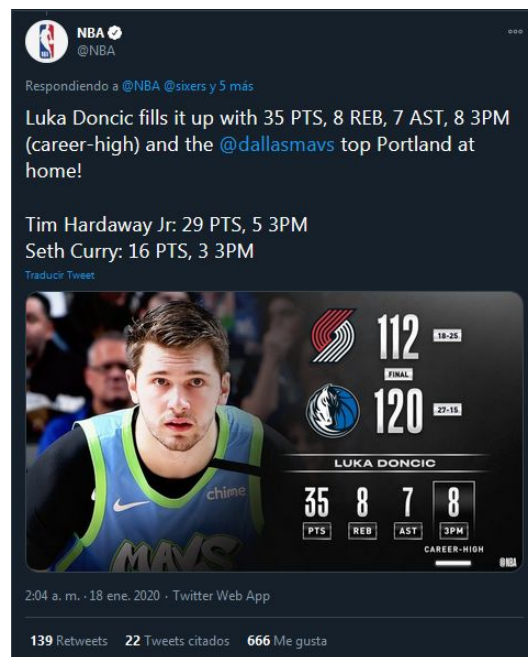 NBA
@NBA
Respondiendo a @NBA @sixers y 5 más
Luka Doncic fills it up with 35 PTS, 8 REB, 7 AST, 8 3PM
(career-high) and the @dallasmavs top Portland at
home!
Tim Hardaway Jr: 29 PTS, 5 3PM
Seth Curry: 16 PTS, 3 3PM
Traducir Tweet
112 18-25
FINAL
120 27-15
LUKA DONCIC
35 8 7 8
PTS REB AST 3PM
CAREER-HIGH
chime
MAVS
@NBA
2:04 a. m. · 18 ene. 2020 · Twitter Web App
139 Retweets 22 Tweets citados 666 Me gusta